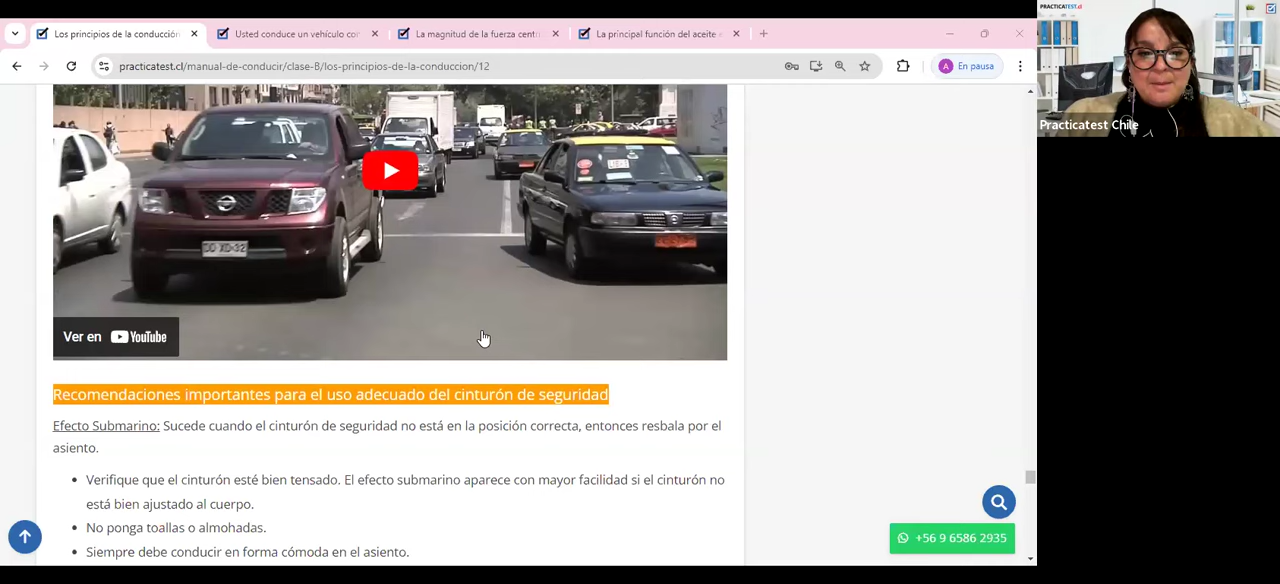 Los principios de la conducción
Usted conduce un vehículo con
La magnitud de la fuerza cent
La principal función del aceite
practicatest.cl/manual-de-conducir/clase-B/los-principios-de-la-conduccion/12
A
En pausa
PRACTICATEST.cl
Practicatest Chile
Ver en YouTube
Recomendaciones importantes para el uso adecuado del cinturón de seguridad
Efecto Submarino: Sucede cuando el cinturón de seguridad no está en la posición correcta, entonces resbala por el
asiento.
Verifique que el cinturón esté bien tensado. El efecto submarino aparece con mayor facilidad si el cinturón no
está bien ajustado al cuerpo.
No ponga toallas o almohadas.
Siempre debe conducir en forma cómoda en el asiento.
+56 9 6586 2935